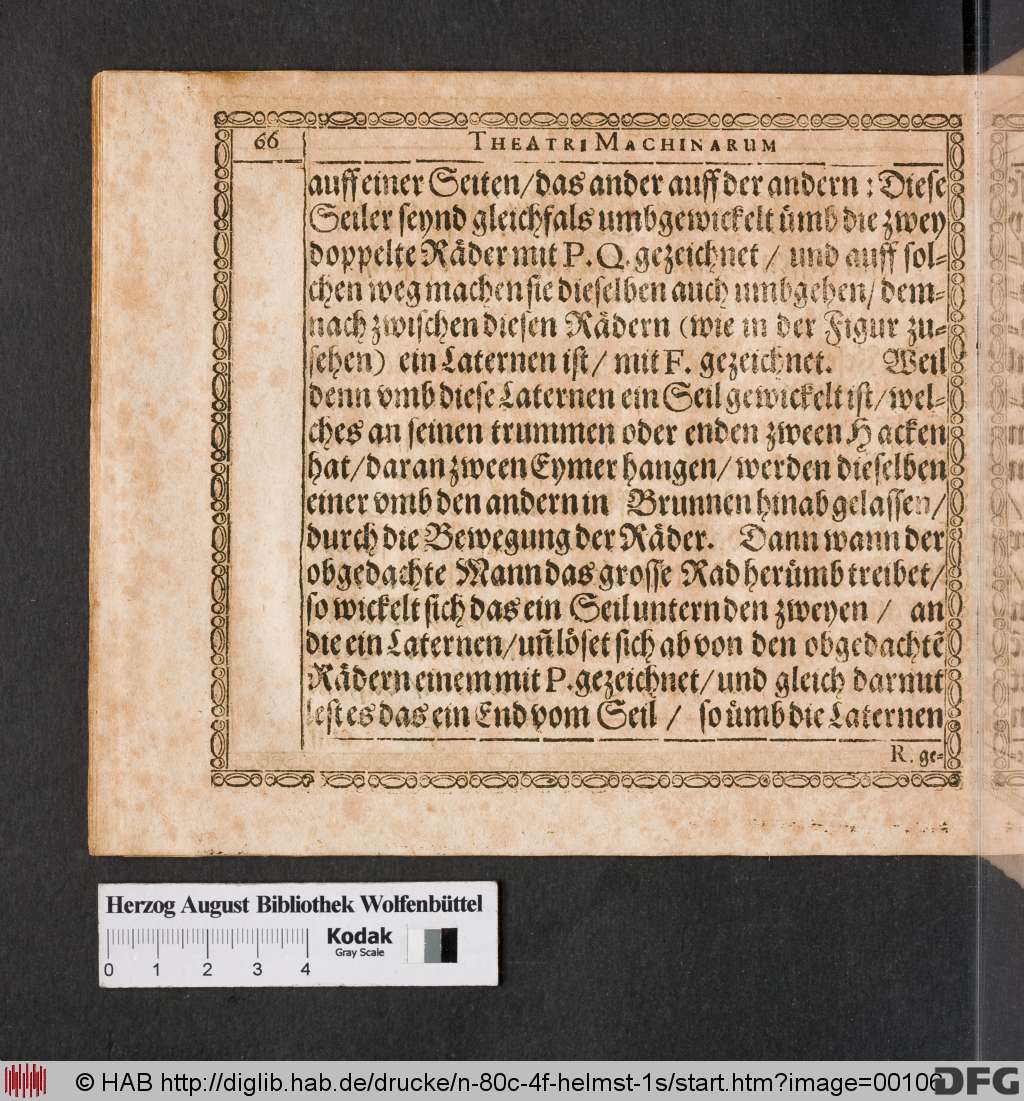 66
THEATRI MACHINARUM
auff einer Seiten / das ander auff der andern : Diese
Seiler seynd gleichfals umbgewickelt ümb die zwey
doppelte Räder mit P. Q. gezeichnet / und auff sol-
chen weg machen sie dieselben auch umbgehen / dem-
nach zwischen diesen Rädern (wie in der Figur zu-
sehen) ein Laternen ist / mit F. gezeichnet. Weil
denn vmb diese Laternen ein Seil gewickelt ist / wel-
ches an seinen trummen oder enden zween Hacken
hat / daran zween Eymer hangen / werden dieselben
einer vmb den andern in Brunnen hinab gelassen /
durch die Bewegung der Räder. Dann wann der
obgedachte Mann das grosse Rad herümb treibet /
so wickelt sich das ein Seil untern den zweyen / an
die ein Laternen / uñ löset sich ab von den obgedachtẽ
Rädern einem mit P. gezeichnet / und gleich darmit
lest es das ein End vom Seil / so ümb die Laternen
R. ge-
Herzog August Bibliothek Wolfenbüttel
Kodak
Gray Scale
0 1 2 3 4
© HAB http://diglib.hab.de/drucke/n-80c-4f-helmst-1s/start.htm?image=00106
DFG